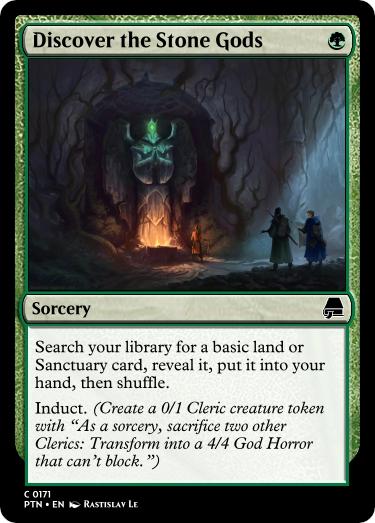 Discover the Stone Gods
Sorcery
Search your library for a basic land or
Sanctuary card, reveal it, put it into your
hand, then shuffle.
Induct. (Create a 0/1 Cleric creature token
with “As a sorcery, sacrifice two other
Clerics: Transform into a 4/4 God Horror
that can’t block.”)
C 0171
PTN • EN Rastislav Le